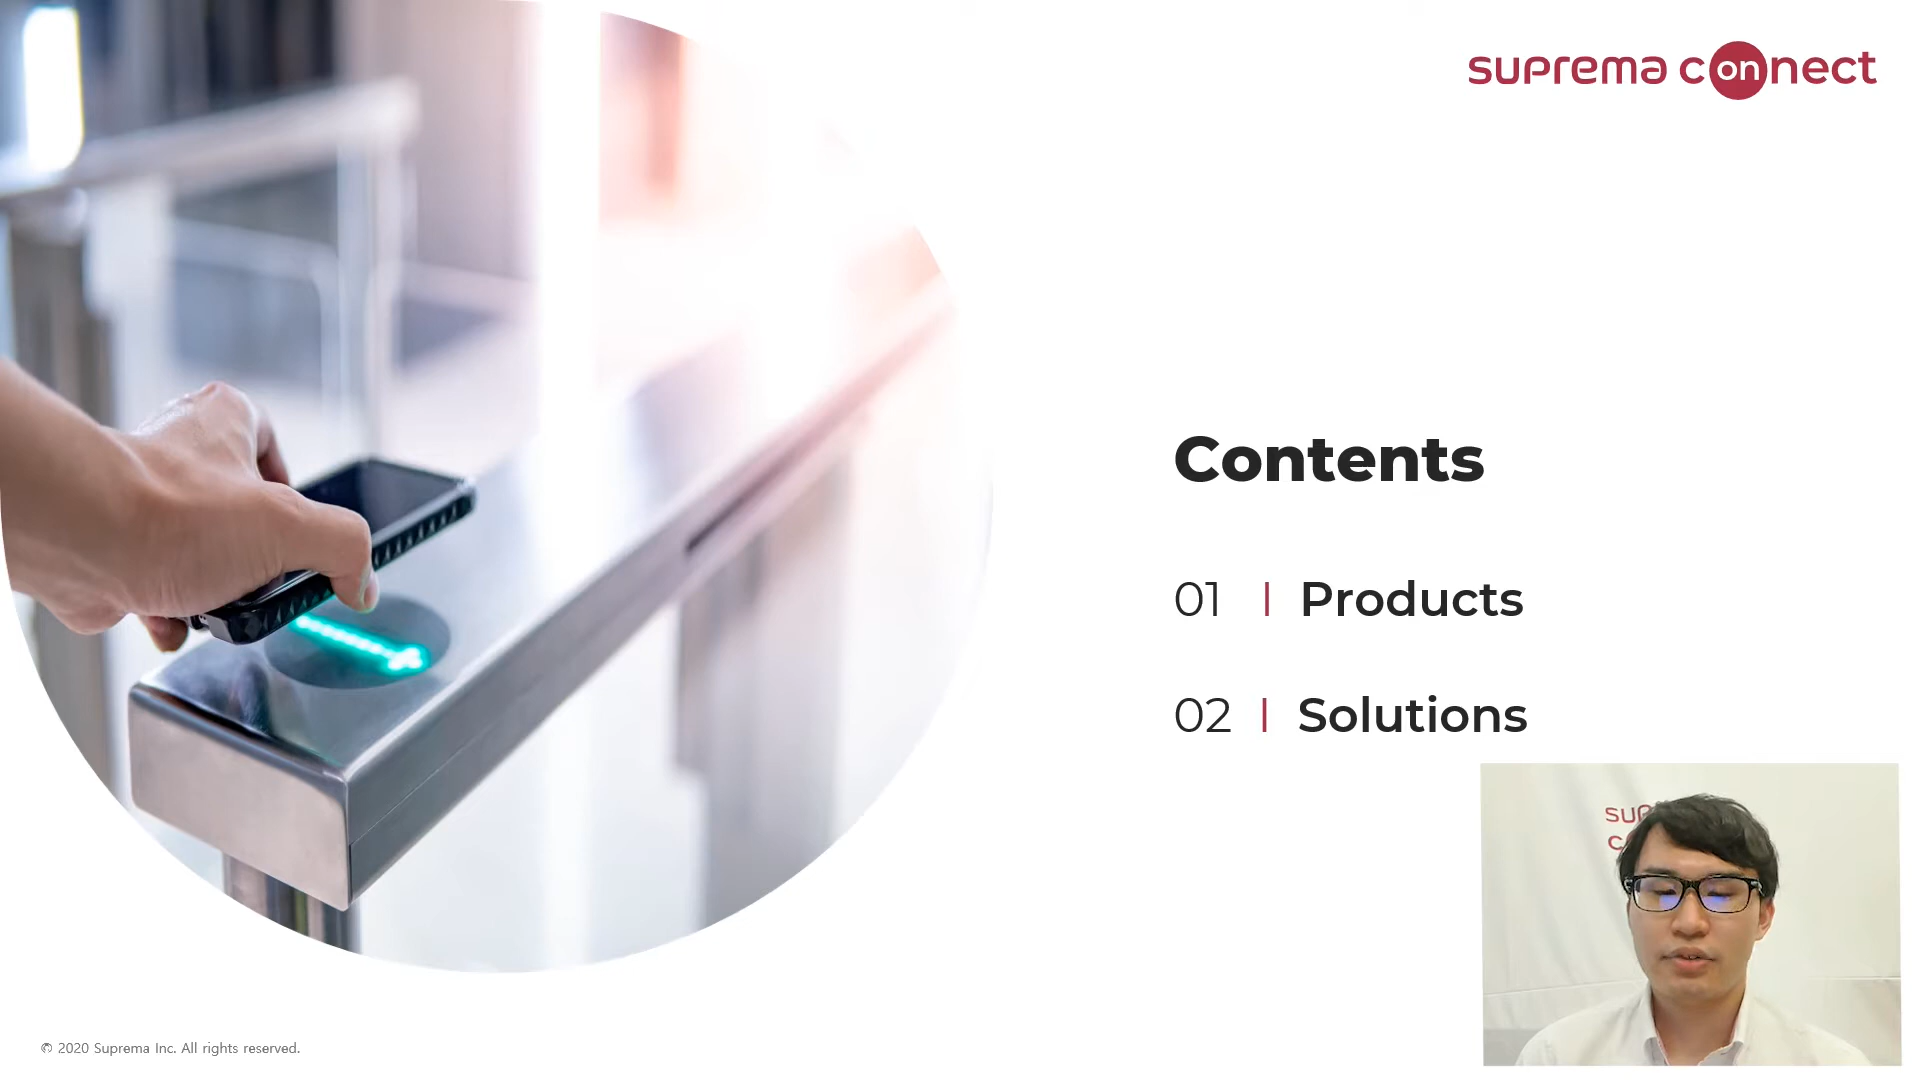 suprema connect
Contents
01 | Products
02 | Solutions
© 2020 Suprema Inc. All rights reserved.